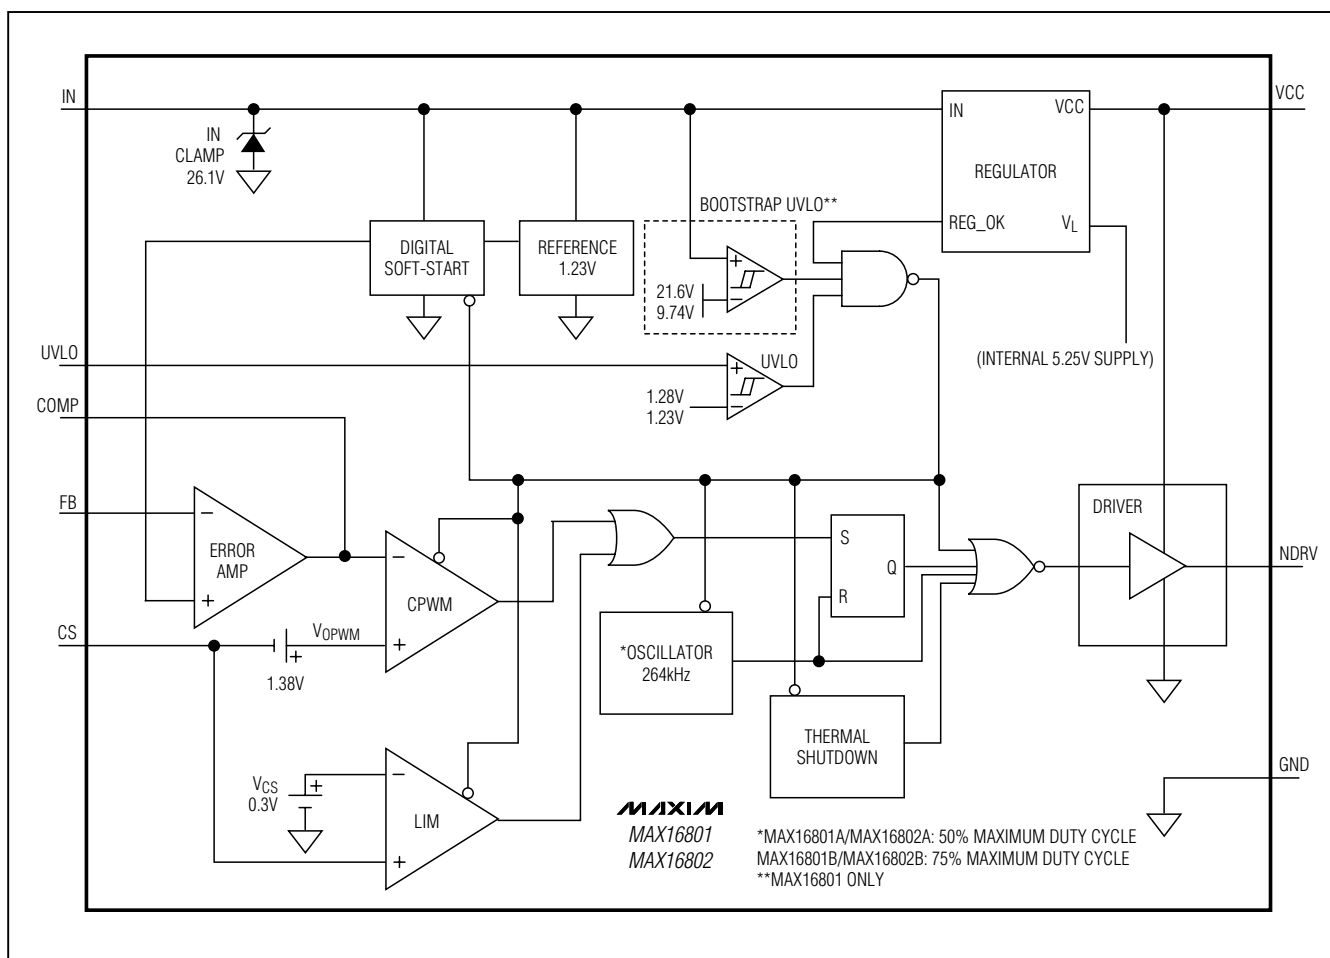 IN
VCC
IN
CLAMP
26.1V
IN
VCC
REGULATOR
REG_OK
VL
BOOTSTRAP UVLO**
DIGITAL
SOFT-START
REFERENCE
1.23V
+
21.6V
9.74V
−
(INTERNAL 5.25V SUPPLY)
UVLO
UVLO
+
1.28V
1.23V
−
COMP
FB
−
ERROR
AMP
+
−
CPWM
+
S
Q
R
DRIVER
NDRV
CS
VOPWM
+
1.38V
*OSCILLATOR
264kHz
THERMAL
SHUTDOWN
GND
VCS
0.3V
+
−
LIM
+
MAXIM
MAX16801
MAX16802
*MAX16801A/MAX16802A: 50% MAXIMUM DUTY CYCLE
MAX16801B/MAX16802B: 75% MAXIMUM DUTY CYCLE
**MAX16801 ONLY